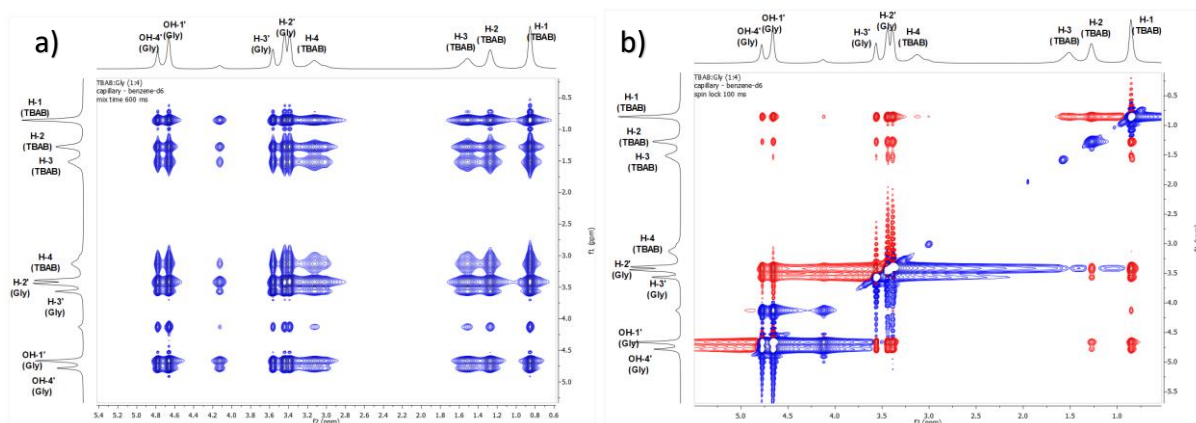 a)
OH-4'
(Gly)
OH-1'
(Gly)
H-3'
(Gly)
H-2'
(Gly)
H-4
(TBAB)
H-3
(TBAB)
H-2
(TBAB)
H-1
(TBAB)
TBAB:Gly (1:4)
capillary - benzene-d6
mix time 600 ms
H-1
(TBAB)
H-2
(TBAB)
H-3
(TBAB)
H-4
(TBAB)
H-2'
(Gly)
H-3'
(Gly)
OH-1'
(Gly)
OH-4'
(Gly)
0.5
1.0
1.5
2.0
2.5
3.0
3.5
4.0
4.5
5.0
f1 (ppm)
5.4 5.2 5.0 4.8 4.6 4.4 4.2 4.0 3.8 3.6 3.4 3.2 3.0 2.8 2.6 2.4 2.2 2.0 1.8 1.6 1.4 1.2 1.0 0.8 0.6
f2 (ppm)
b)
OH-4'
(Gly)
OH-1'
(Gly)
H-3'
(Gly)
H-2'
(Gly)
H-4
(TBAB)
H-3
(TBAB)
H-2
(TBAB)
H-1
(TBAB)
TBAB:Gly (1:4)
capillary - benzene-d6
spin lock 100 ms
H-1
(TBAB)
H-2
(TBAB)
H-3
(TBAB)
H-4
(TBAB)
H-2'
(Gly)
H-3'
(Gly)
OH-1'
(Gly)
OH-4'
(Gly)
0.5
1.0
1.5
2.0
2.5
3.0
3.5
4.0
4.5
5.0
5.5
5.0 4.5 4.0 3.5 3.0 2.5 2.0 1.5 1.0